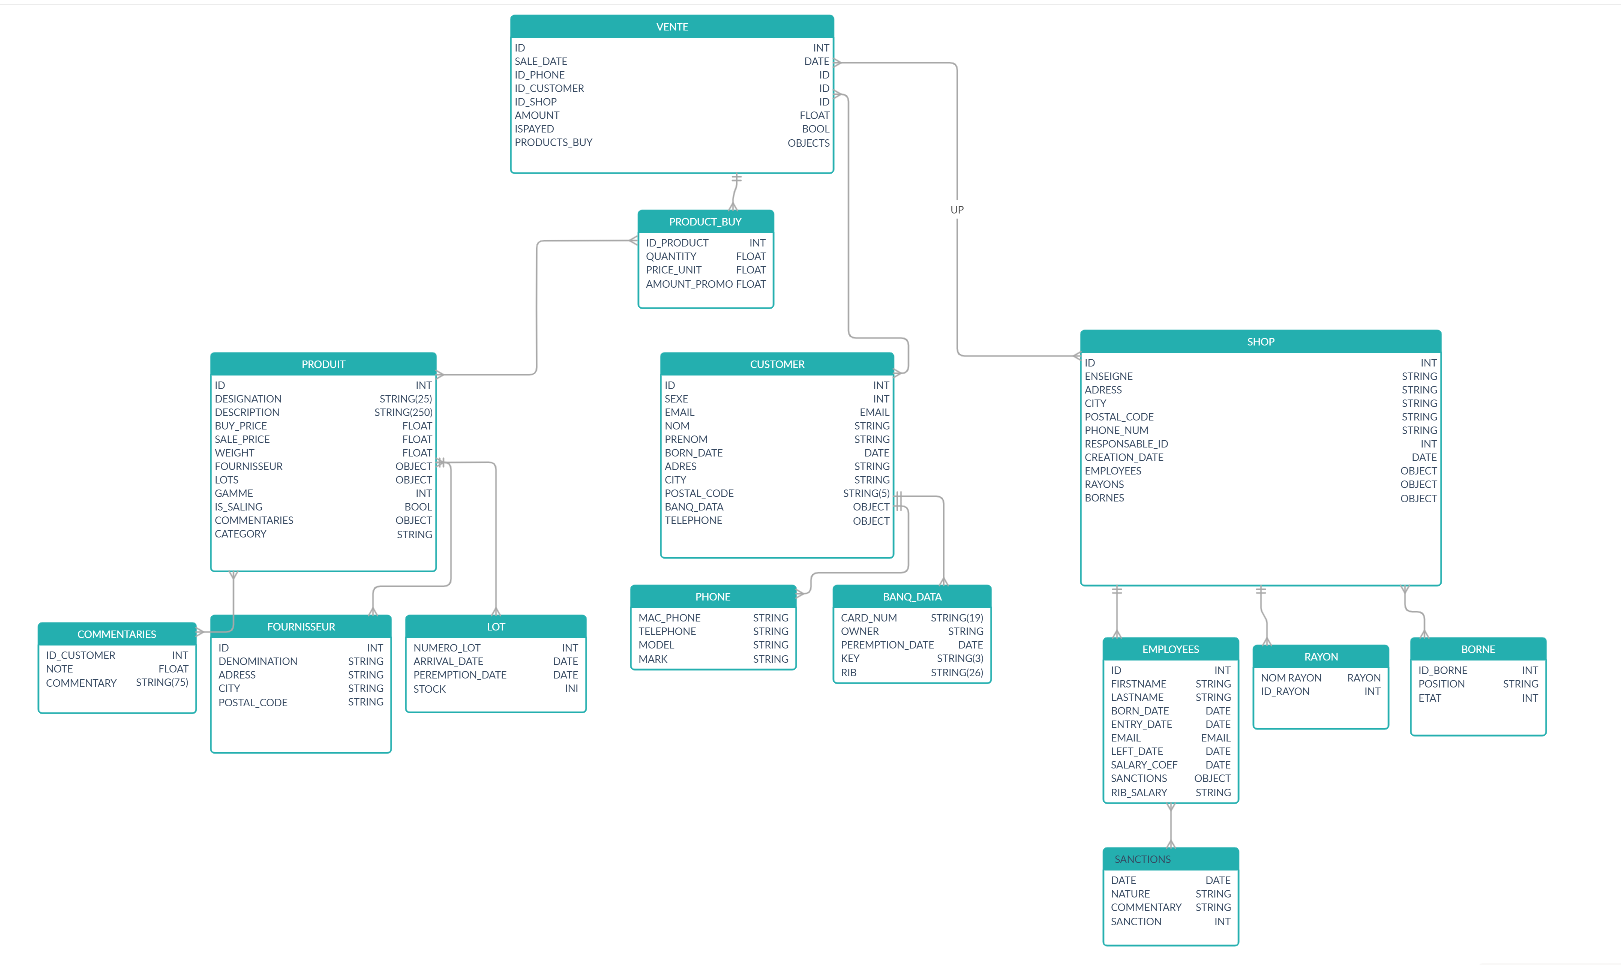 VENTE
ID INT
SALE_DATE DATE
ID_PHONE ID
ID_CUSTOMER ID
ID_SHOP ID
AMOUNT FLOAT
ISPAYED BOOL
PRODUCTS_BUY OBJECTS
UP
PRODUCT_BUY
ID_PRODUCT INT
QUANTITY FLOAT
PRICE_UNIT FLOAT
AMOUNT_PROMO FLOAT
PRODUIT
ID INT
DESIGNATION STRING(25)
DESCRIPTION STRING(250)
BUY_PRICE FLOAT
SALE_PRICE FLOAT
WEIGHT FLOAT
FOURNISSEUR OBJECT
LOTS OBJECT
GAMME INT
IS_SALING BOOL
COMMENTARIES OBJECT
CATEGORY STRING
CUSTOMER
ID INT
SEXE INT
EMAIL EMAIL
NOM STRING
PRENOM STRING
BORN_DATE DATE
ADRES STRING
CITY STRING
POSTAL_CODE STRING(5)
BANQ_DATA OBJECT
TELEPHONE OBJECT
SHOP
ID INT
ENSEIGNE STRING
ADRESS STRING
CITY STRING
POSTAL_CODE STRING
PHONE_NUM STRING
RESPONSABLE_ID INT
CREATION_DATE DATE
EMPLOYEES OBJECT
RAYONS OBJECT
BORNES OBJECT
COMMENTARIES
ID_CUSTOMER INT
NOTE FLOAT
COMMENTARY STRING(75)
FOURNISSEUR
ID INT
DENOMINATION STRING
ADRESS STRING
CITY STRING
POSTAL_CODE STRING
LOT
NUMERO_LOT INT
ARRIVAL_DATE DATE
PEREMPTION_DATE DATE
STOCK INI
PHONE
MAC_PHONE STRING
TELEPHONE STRING
MODEL STRING
MARK STRING
BANQ_DATA
CARD_NUM STRING(19)
OWNER STRING
PEREMPTION_DATE DATE
KEY STRING(3)
RIB STRING(26)
EMPLOYEES
ID INT
FIRSTNAME STRING
LASTNAME STRING
BORN_DATE DATE
ENTRY_DATE DATE
EMAIL EMAIL
LEFT_DATE DATE
SALARY_COEF DATE
SANCTIONS OBJECT
RIB_SALARY STRING
RAYON
NOM RAYON RAYON
ID_RAYON INT
BORNE
ID_BORNE INT
POSITION STRING
ETAT INT
SANCTIONS
DATE DATE
NATURE STRING
COMMENTARY STRING
SANCTION INT